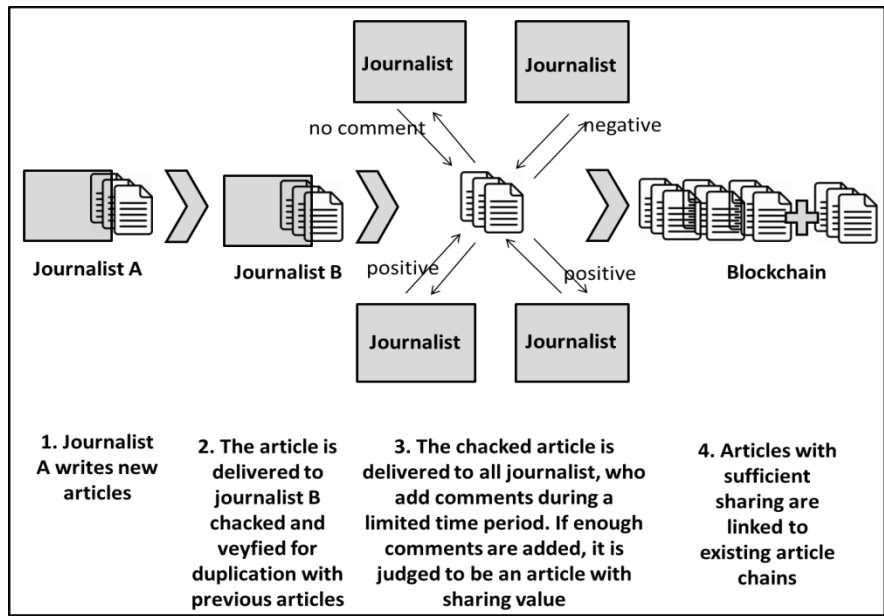 Journalist
Journalist
no comment
negative
Journalist A
Journalist B
positive
positive
Blockchain
Journalist
Journalist
1. Journalist
A writes new
articles
2. The article is
delivered to
journalist B
chacked and
veyfied for
duplication with
previous articles
3. The chacked article is
delivered to all journalist, who
add comments during a
limited time period. If enough
comments are added, it is
judged to be an article with
sharing value
4. Articles with
sufficient
sharing are
linked to
existing article
chains